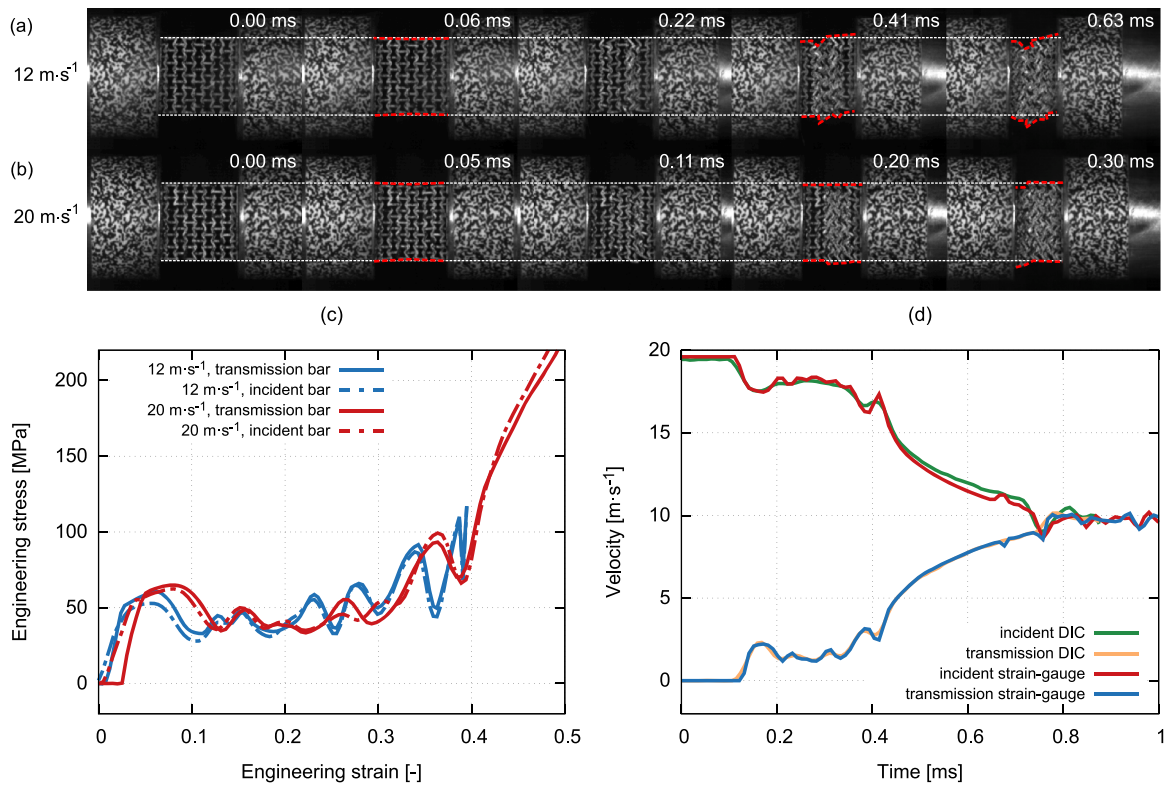 (a)
0.00 ms
0.06 ms
0.22 ms
0.41 ms
0.63 ms
12 m·s⁻¹
(b)
0.00 ms
0.05 ms
0.11 ms
0.20 ms
0.30 ms
20 m·s⁻¹
(c)
(d)
Engineering stress [MPa]
200
150
100
50
0
12 m·s⁻¹, transmission bar
12 m·s⁻¹, incident bar
20 m·s⁻¹, transmission bar
20 m·s⁻¹, incident bar
0
0.1
0.2
0.3
0.4
0.5
Engineering strain [-]
Velocity [m·s⁻¹]
20
15
10
5
0
incident DIC
transmission DIC
incident strain-gauge
transmission strain-gauge
0
0.2
0.4
0.6
0.8
1
Time [ms]